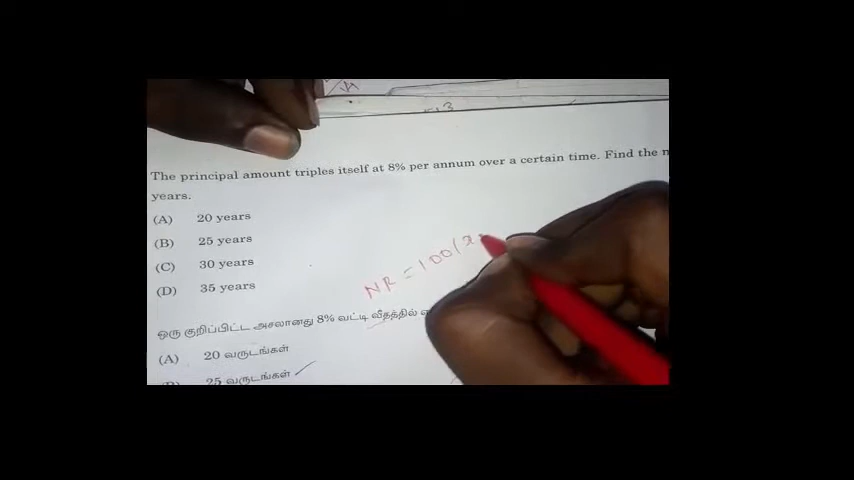 The principal amount triples itself at 8% per annum over a certain time. Find the
years.
(A) 20 years
(B) 25 years
(C) 30 years
(D) 35 years
NR = 100(x
ஒரு குறிப்பிட்ட அசலானது 8% வட்டி வீதத்தில்
(A) 20 வருடங்கள்
25 வருடங்கள்